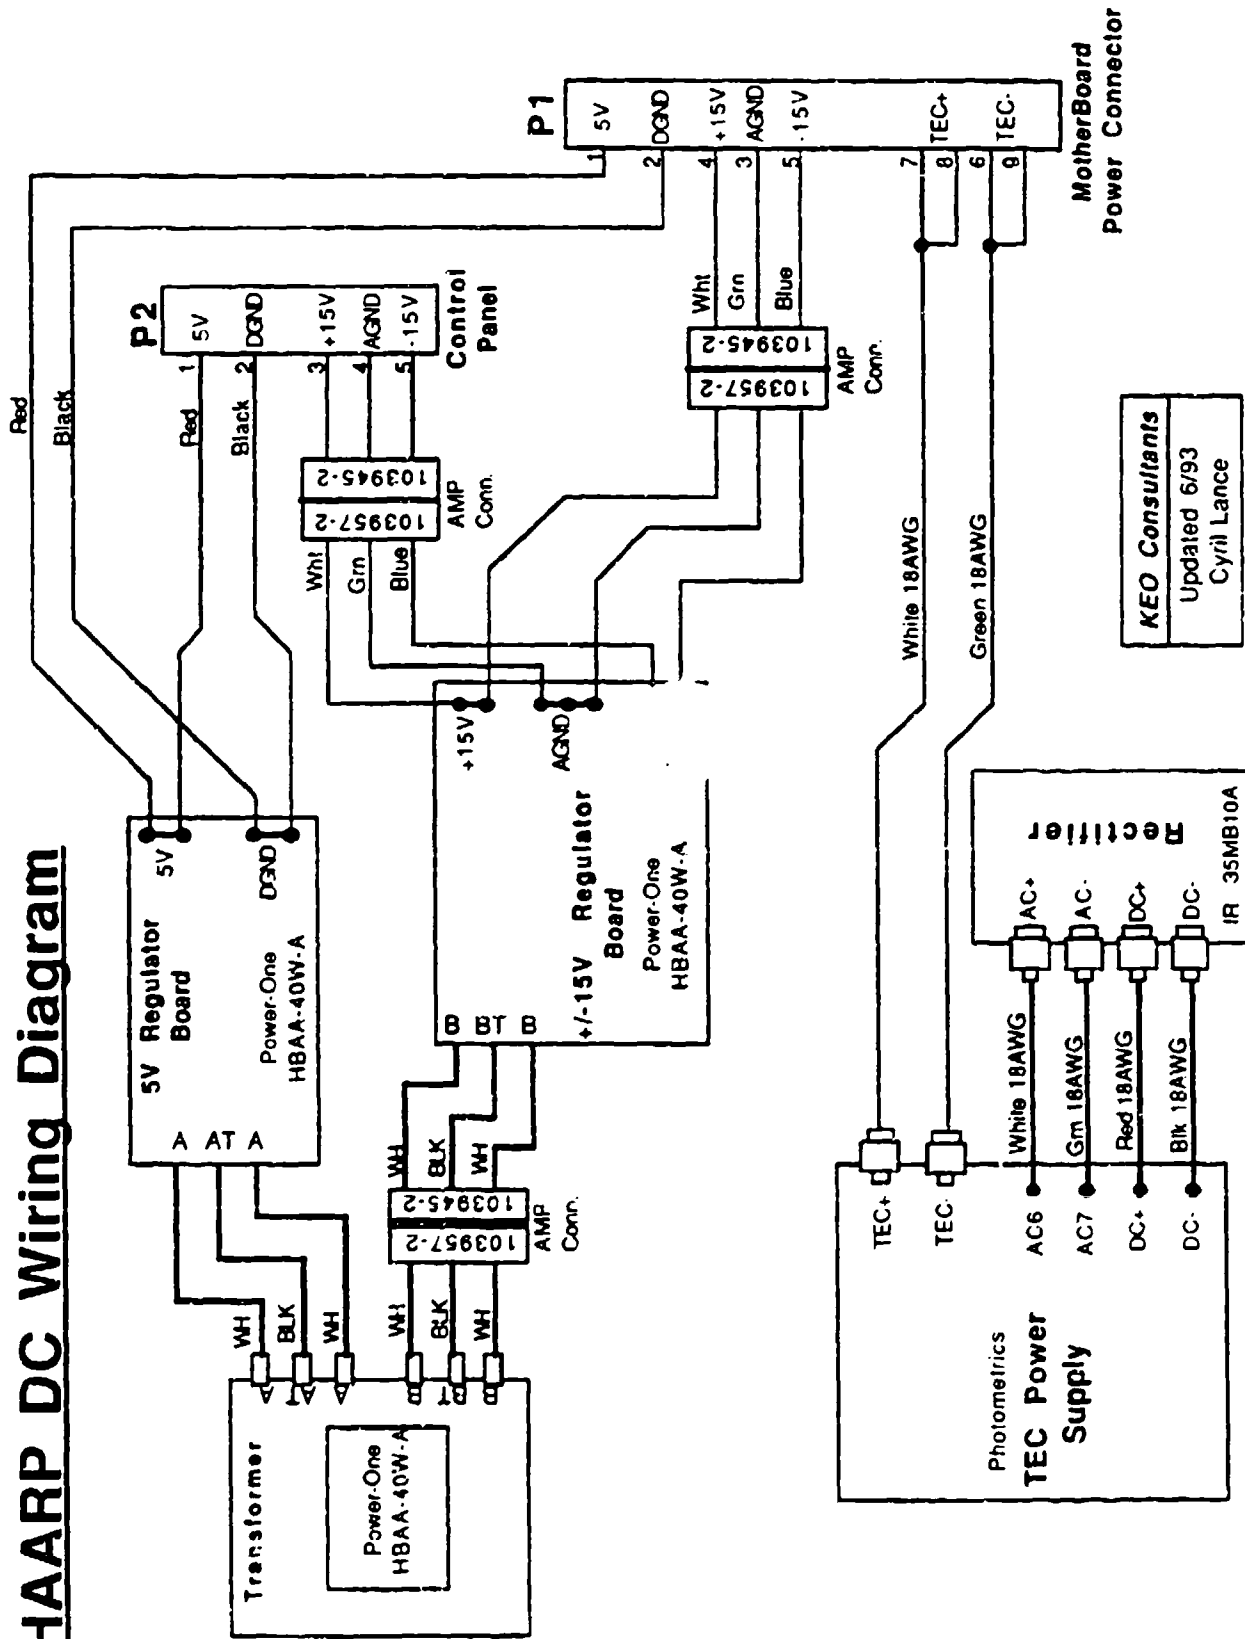 HAARP DC Wiring Diagram
Transformer
Power-One
HBAA-40W-A
A
AT
A
B
BT
B
WH
BLK
WH
WH
BLK
WH
103957-2
103945-2
AMP
Conn.
WH
BLK
WH
A
AT
A
5V Regulator
Board
Power-One
HBAA-40W-A
5V
DGND
B
BT
B
+/-15V Regulator
Board
Power-One
HBAA-40W-A
+15V
AGND
Red
Black
Red
Black
Wht
Grn
Blue
103957-2
103945-2
AMP
Conn.
P2
1
2
3
4
5
5V
DGND
+15V
AGND
-15V
Control
Panel
103957-2
103945-2
AMP
Conn.
Wht
Grn
Blue
P1
1
2
4
3
5
7
8
6
9
5V
DGND
+15V
AGND
-15V
TEC+
TEC-
MotherBoard
Power Connector
White 18AWG
Green 18AWG
Photometrics
TEC Power
Supply
TEC+
TEC-
AC6
AC7
DC+
DC-
White 18AWG
Grn 18AWG
Red 18AWG
Blk 18AWG
AC+
AC-
DC+
DC-
Rectifier
IR 35MB10A
KEO Consultants
Updated 6/93
Cyril Lance